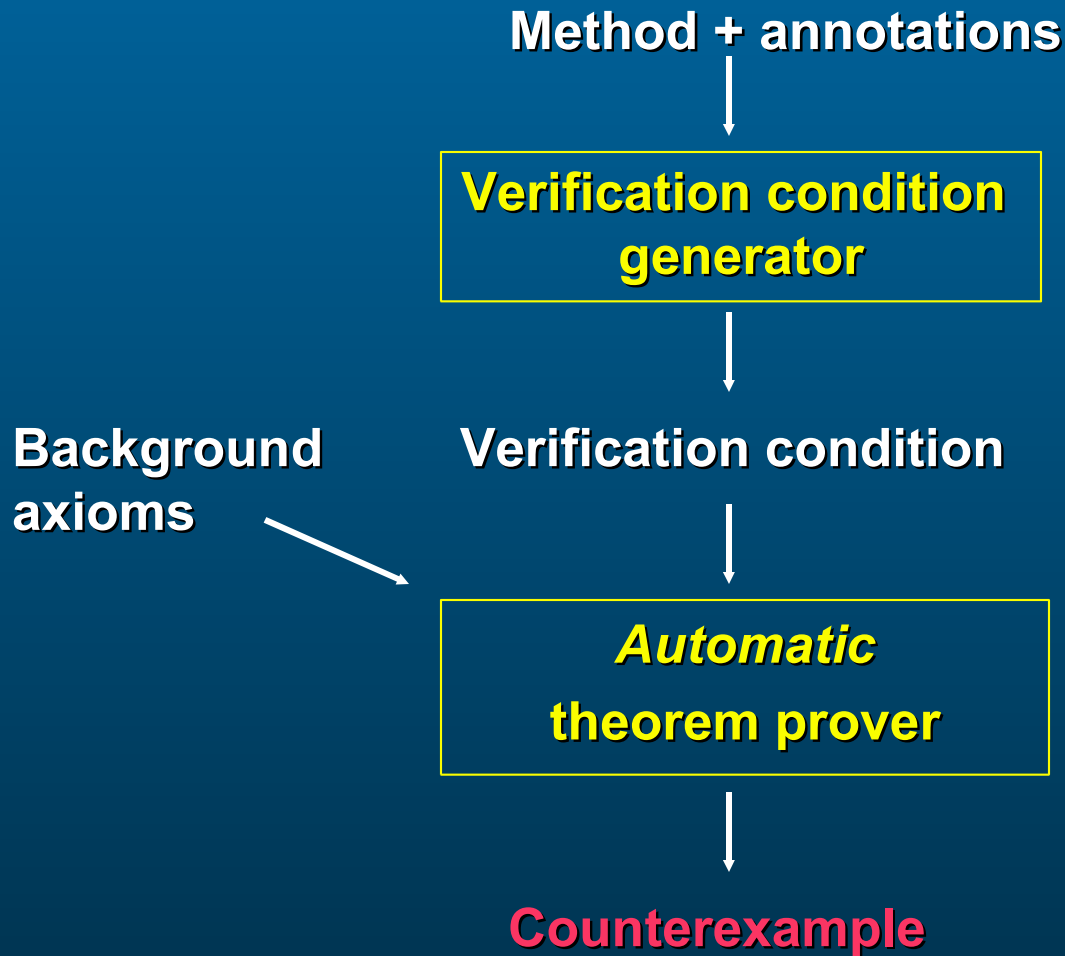 Method + annotations
Verification condition
generator
Background
axioms
Verification condition
Automatic
theorem prover
Counterexample